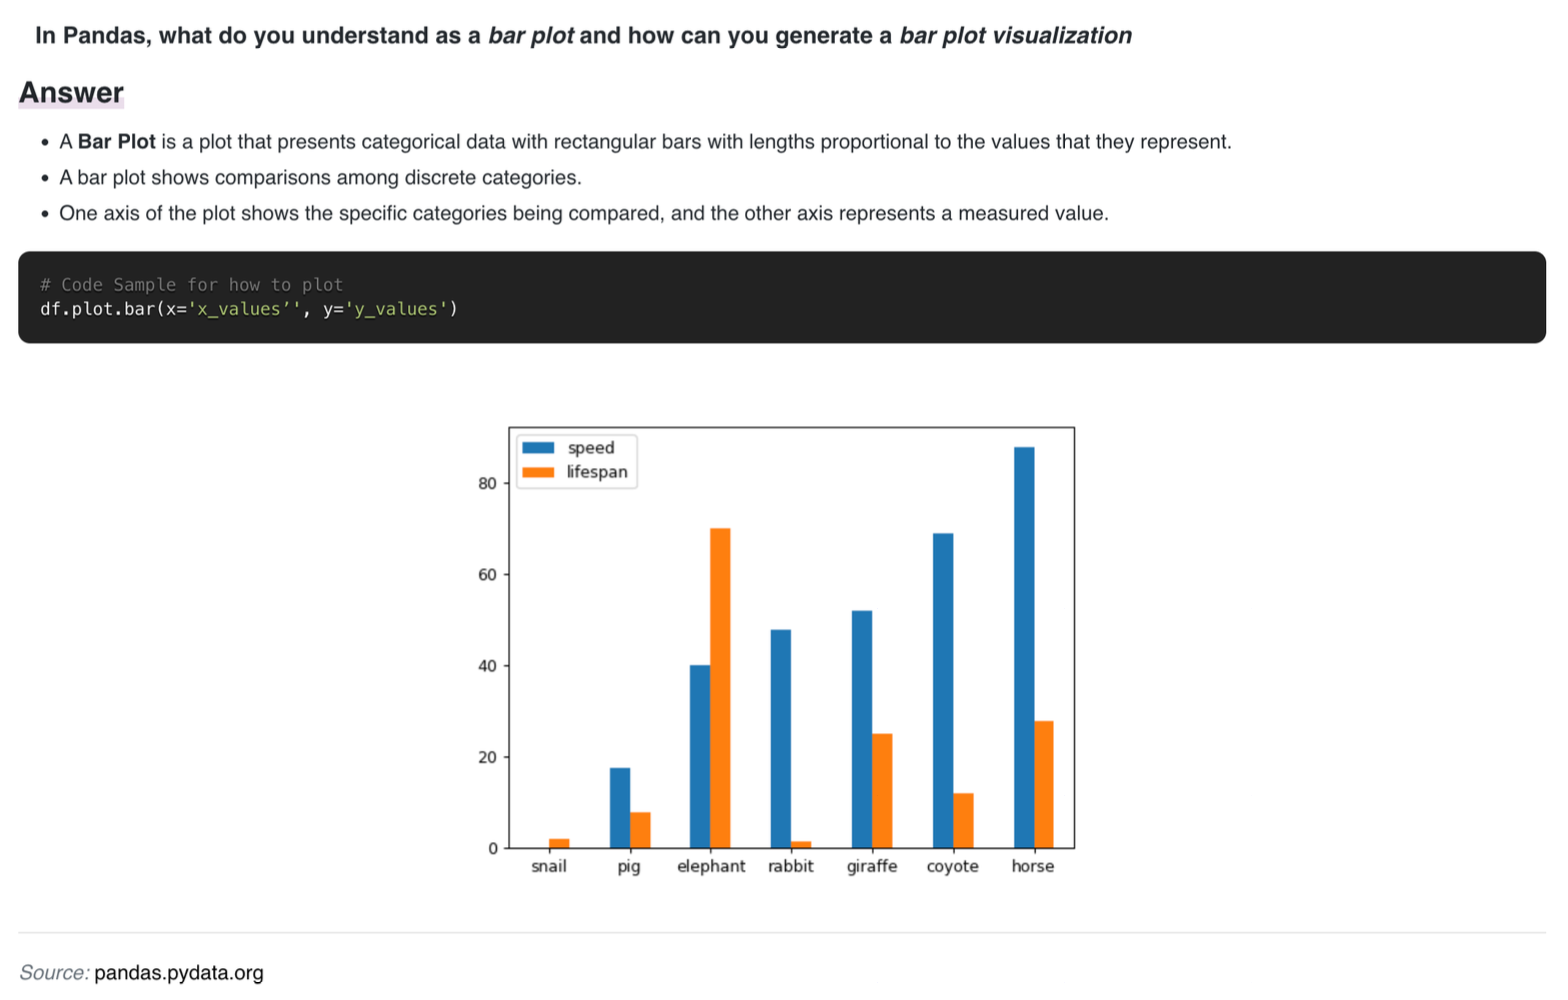 In Pandas, what do you understand as a bar plot and how can you generate a bar plot visualization
Answer
• A Bar Plot is a plot that presents categorical data with rectangular bars with lengths proportional to the values that they represent.
• A bar plot shows comparisons among discrete categories.
• One axis of the plot shows the specific categories being compared, and the other axis represents a measured value.
# Code Sample for how to plot
df.plot.bar(x='x_values’', y='y_values')
speed
lifespan
80
60
40
20
0
snail pig elephant rabbit giraffe coyote horse
Source: pandas.pydata.org